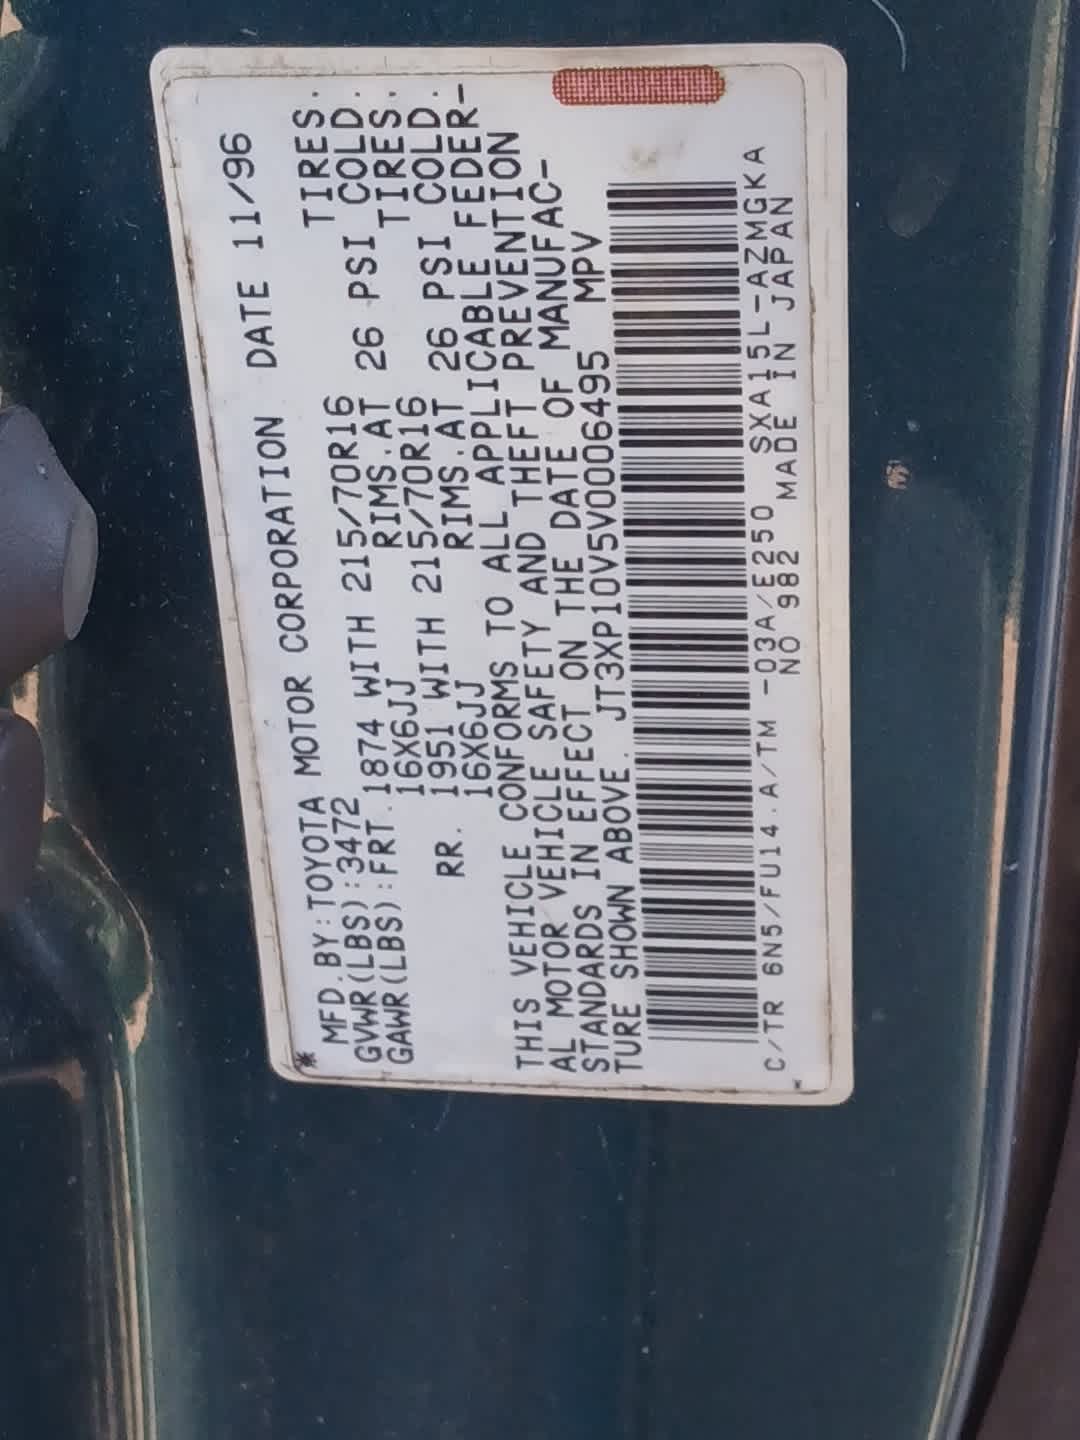 * MFD.BY:TOYOTA MOTOR CORPORATION DATE 11/96
GVWR(LBS):3472
GAWR(LBS):FRT.1874 WITH 215/70R16 TIRES.
16X6JJ RIMS.AT 26 PSI COLD.
RR. 1951 WITH 215/70R16 TIRES.
16X6JJ RIMS.AT 26 PSI COLD.
THIS VEHICLE CONFORMS TO ALL APPLICABLE FEDER-
AL MOTOR VEHICLE SAFETY AND THEFT PREVENTION
STANDARDS IN EFFECT ON THE DATE OF MANUFAC-
TURE SHOWN ABOVE. JT3XP10V5V0006495 MPV
C/TR 6N5/FU14.A/TM -03A/E250 SXA15L-AZMGKA
NO 982 MADE IN JAPAN